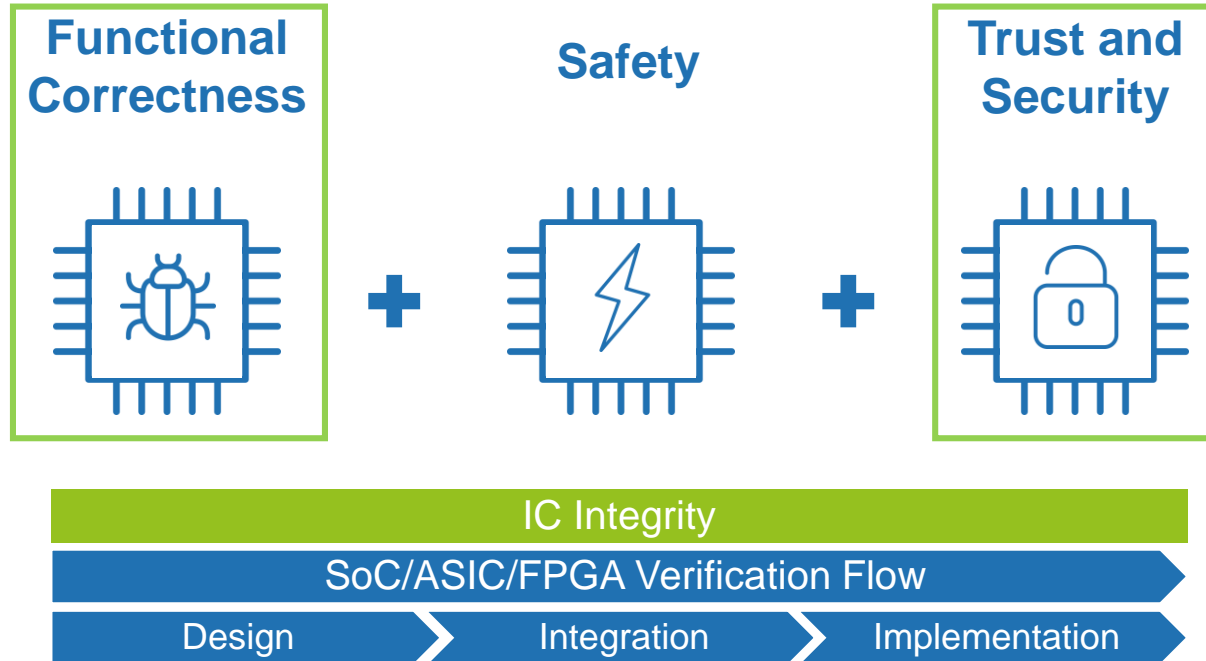 Functional
Correctness
Safety
Trust and
Security
IC Integrity
SoC/ASIC/FPGA Verification Flow
Design
Integration
Implementation